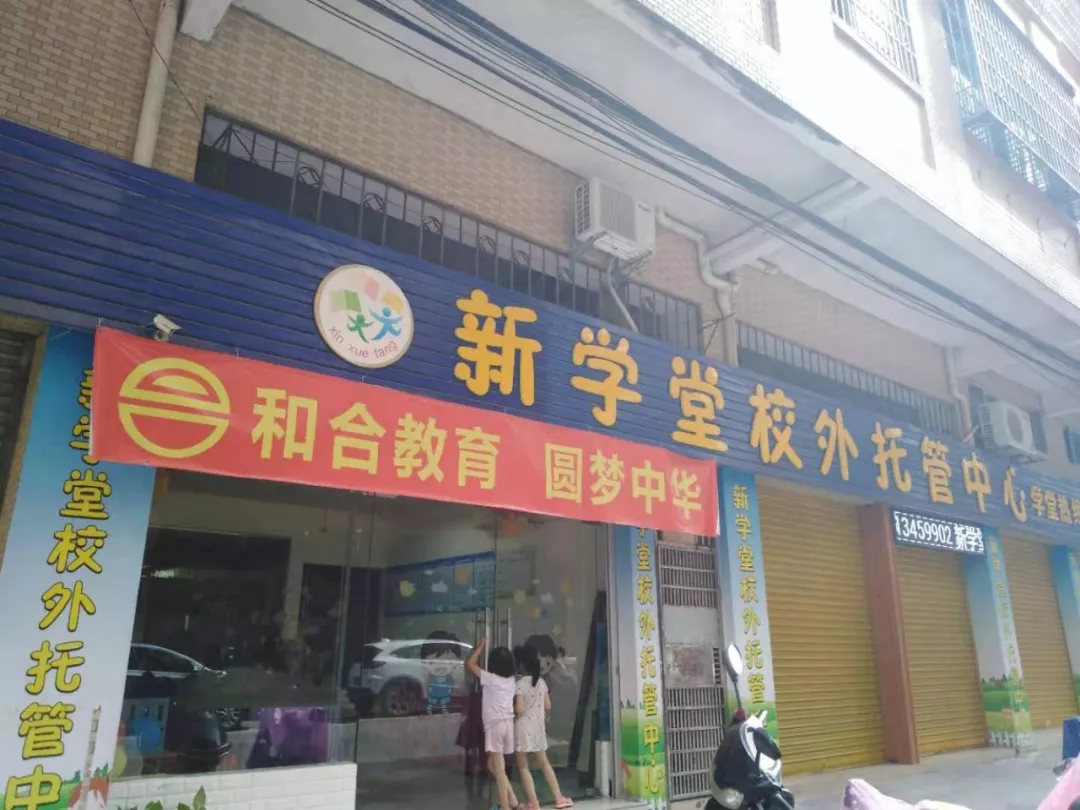 新学堂校外托管中心
xin xue tang
和合教育 圆梦中华
13459902 新学
新学堂校外托管中
学堂校外托管中心
新学堂校外托管